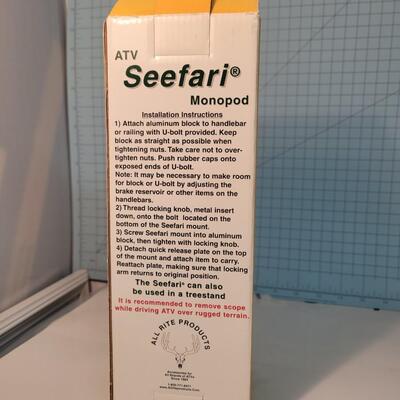 ATV
Seefari®
Monopod
Installation Instructions
1) Attach aluminum block to handlebar
or railing with U-bolt provided. Keep
block as straight as possible when
tightening nuts. Take care not to over-
tighten nuts. Push rubber caps onto
exposed ends of U-bolt.
Note: It may be necessary to make room
for block or U-bolt by adjusting the
brake reservoir or other items on the
handlebars.
2) Thread locking knob, metal insert
down, onto the bolt located on the
bottom of the Seefari mount.
3) Screw Seefari mount into aluminum
block, then tighten with locking knob.
4) Detach quick release plate on the top
of the mount and attach item to carry.
Reattach plate, making sure that locking
arm returns to original position.
The Seefari® can also
be used in a treestand
It is recommended to remove scope
while driving ATV over rugged terrain.
ALL RITE PRODUCTS
Accessories for
All Brands of ATVs